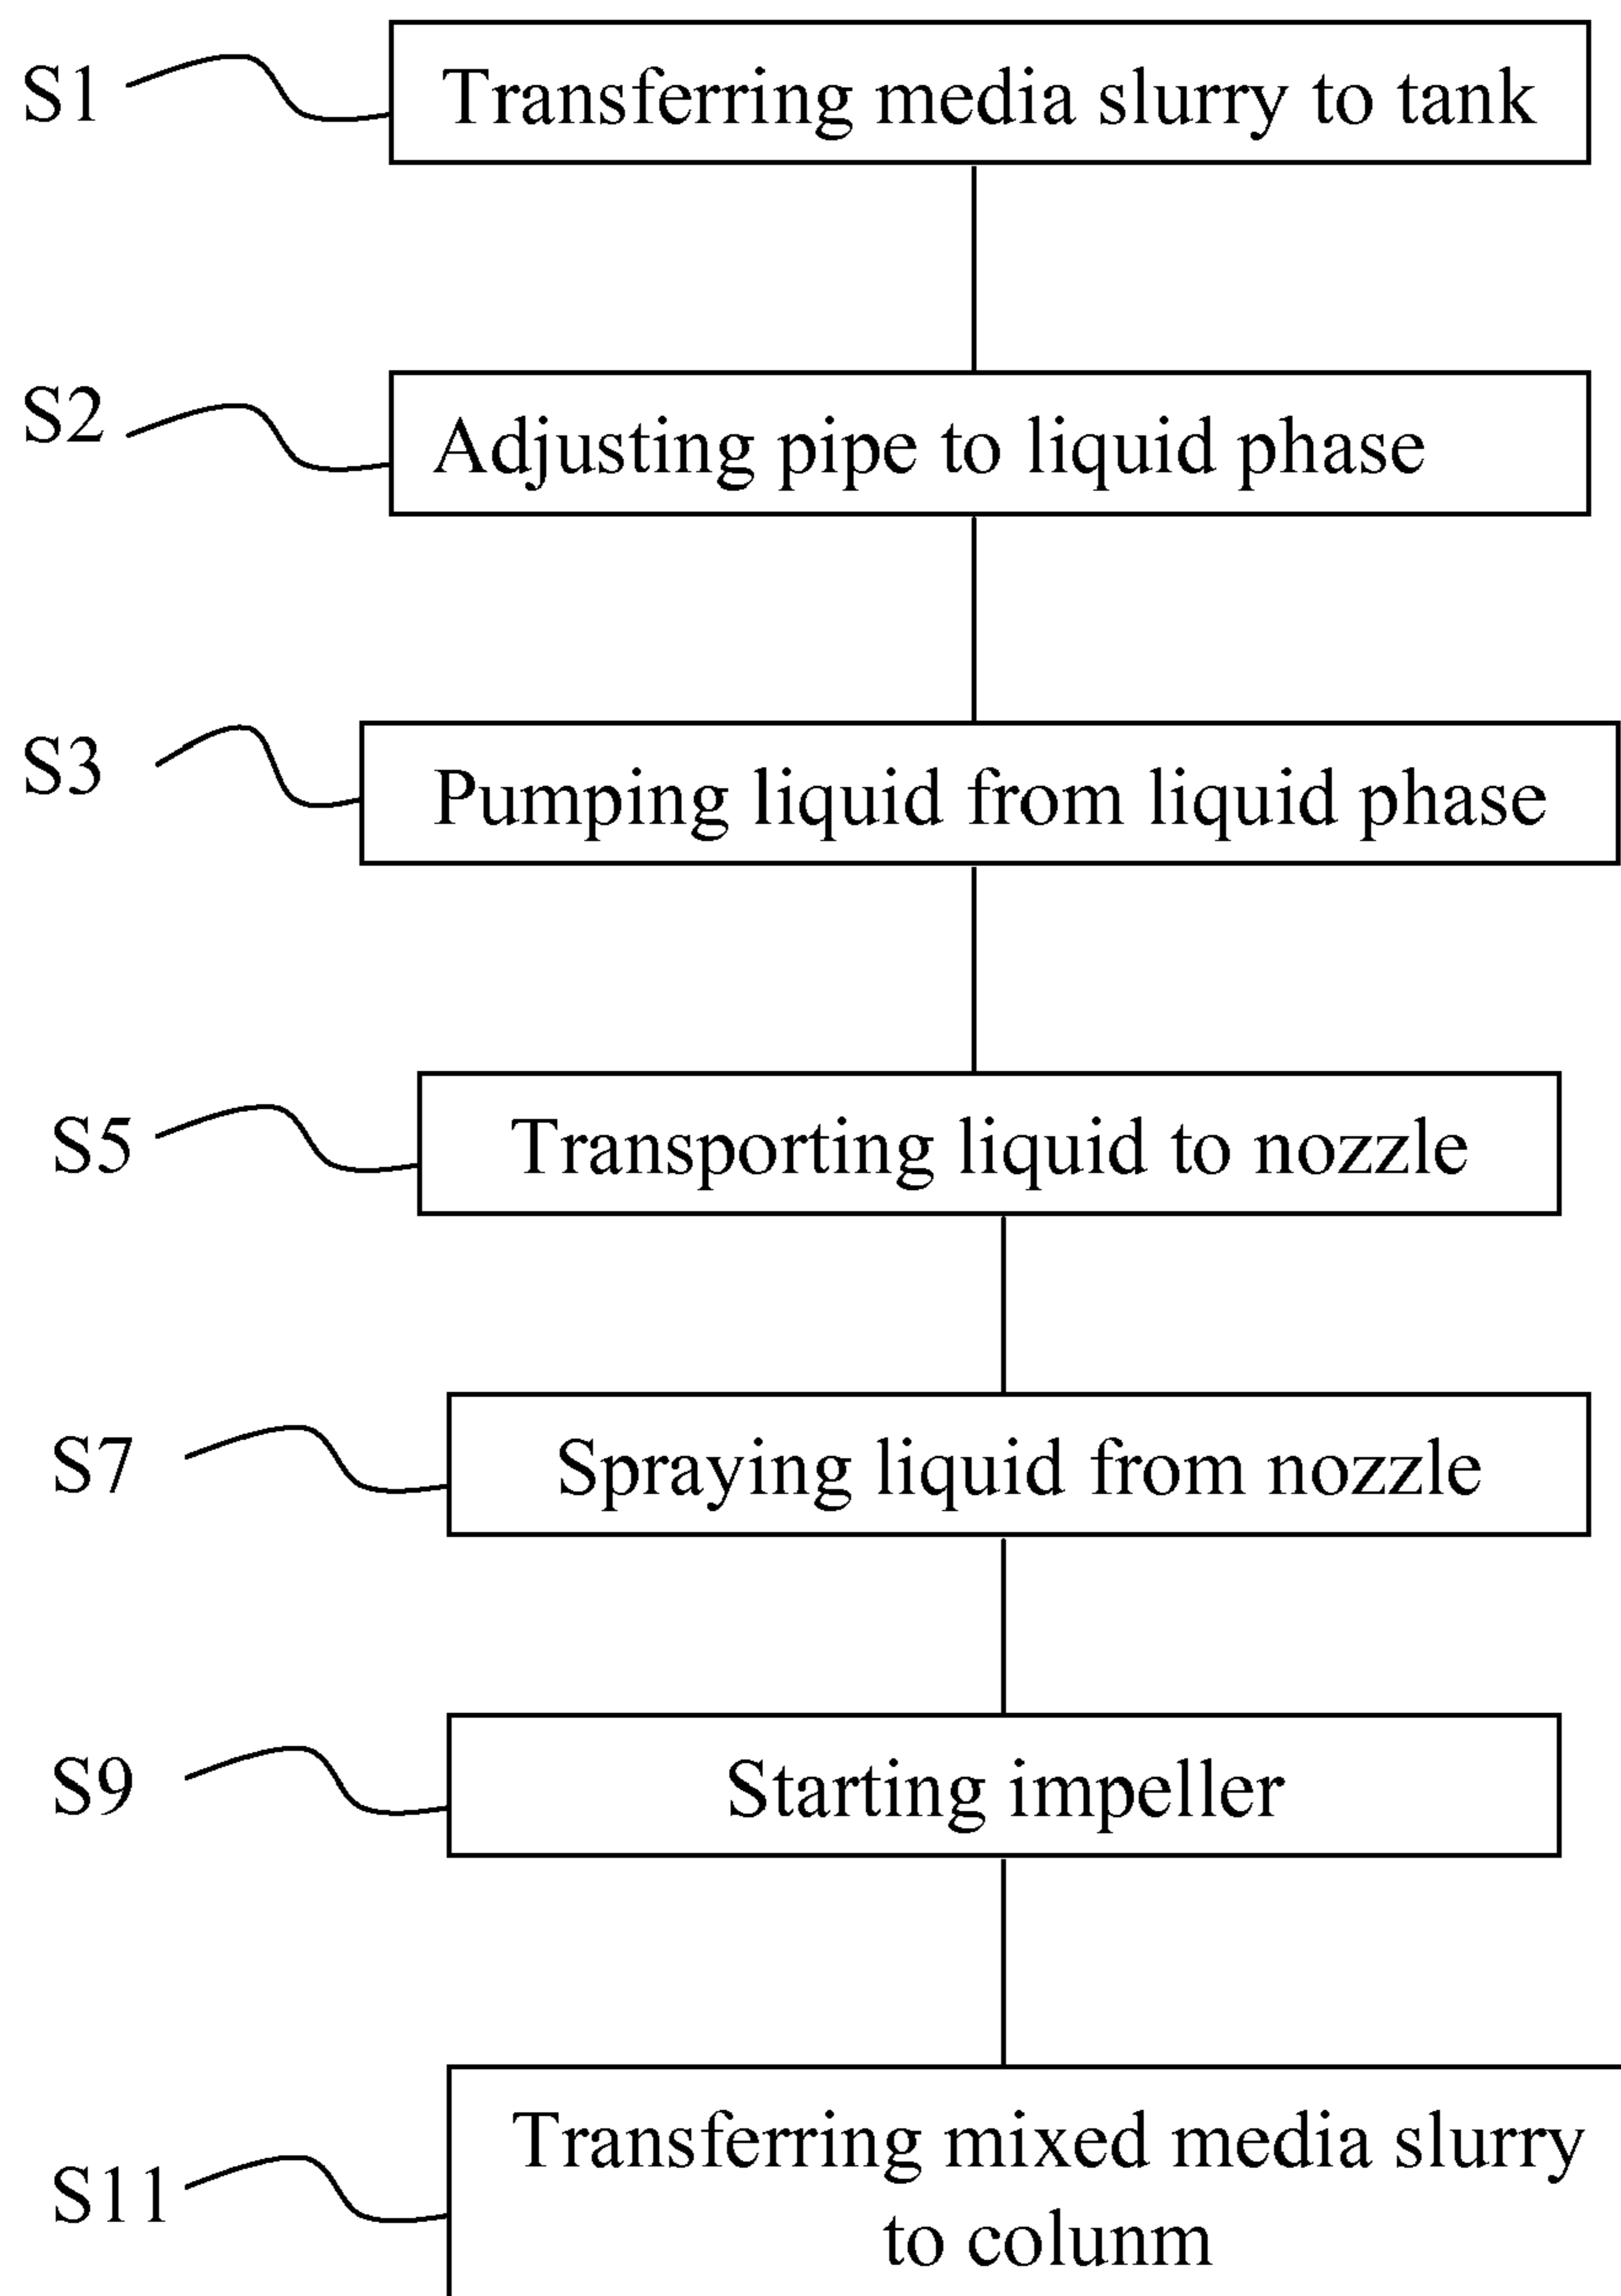 S1 Transferring media slurry to tank
S2 Adjusting pipe to liquid phase
S3 Pumping liquid from liquid phase
S5 Transporting liquid to nozzle
S7 Spraying liquid from nozzle
S9 Starting impeller
S11 Transferring mixed media slurry
to colunm